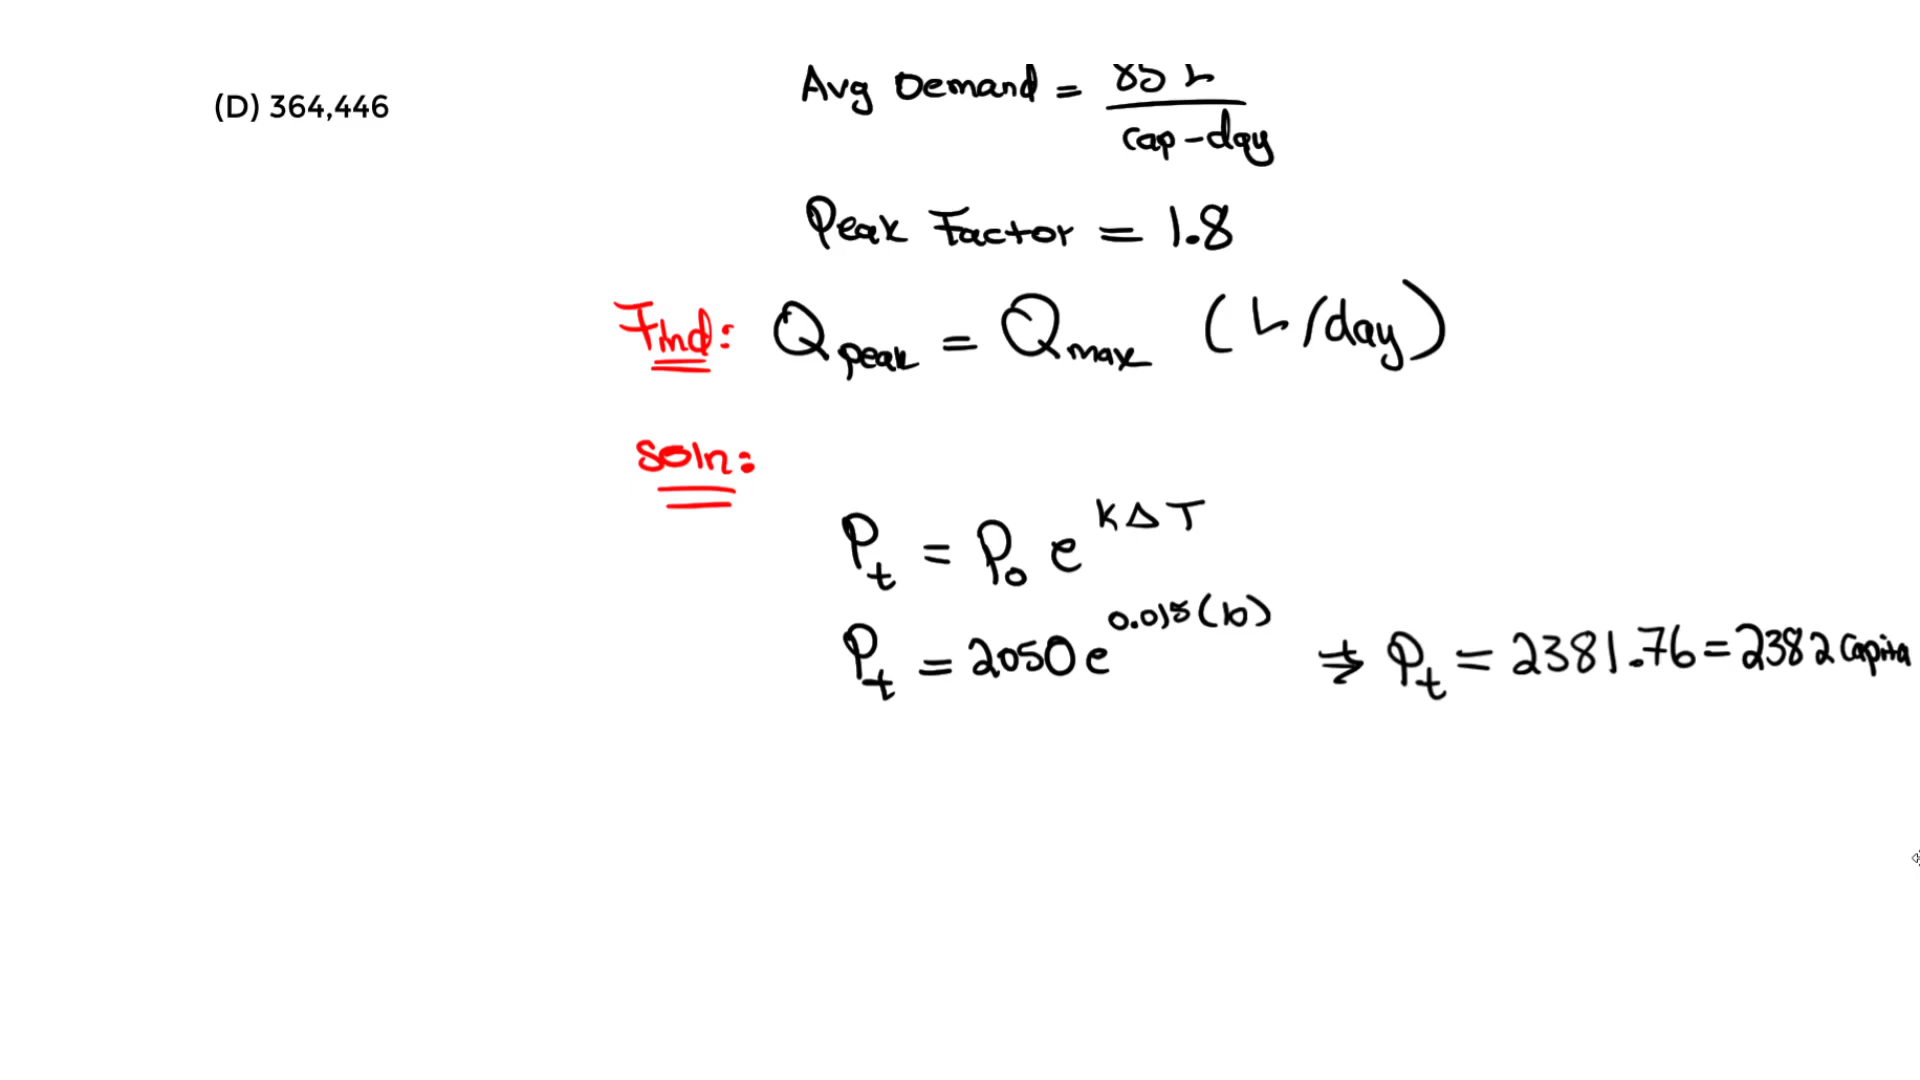 (D) 364,446
Avg Demand = 85 L
cap-day
Peak Factor = 1.8
Find: Qpeak = Qmax (L/day)
Soln:
Pt = P0 e^KΔT
Pt = 2050 e^0.015(10) ⇒ Pt = 2381.76 = 2382 Capita